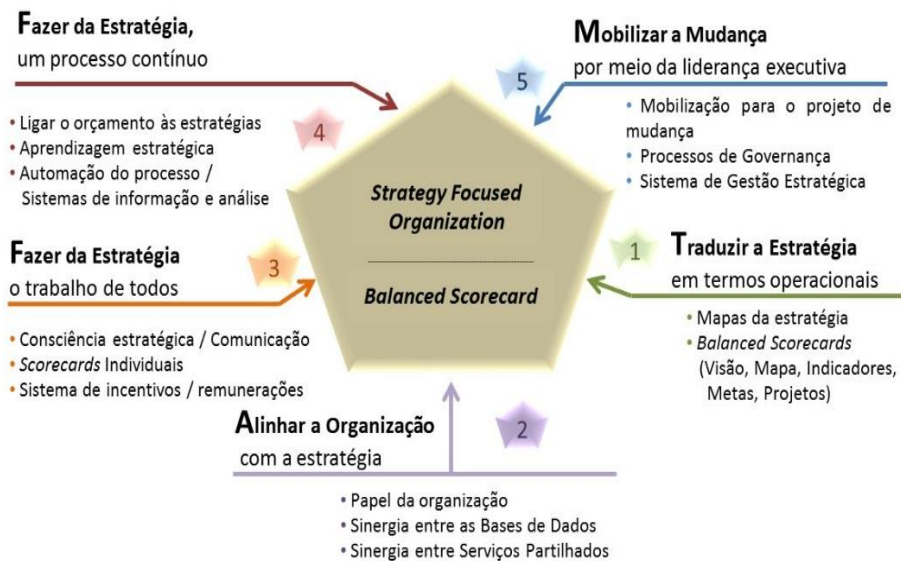 Fazer da Estratégia,
um processo contínuo
• Ligar o orçamento às estratégias
• Aprendizagem estratégica
• Automação do processo /
Sistemas de informação e análise
4
Mobilizar a Mudança
por meio da liderança executiva
• Mobilização para o projeto de
mudança
• Processos de Governança
• Sistema de Gestão Estratégica
5
Strategy Focused
Organization
Balanced Scorecard
Fazer da Estratégia
o trabalho de todos
• Consciência estratégica / Comunicação
• Scorecards Individuais
• Sistema de incentivos / remunerações
3
Traduzir a Estratégia
em termos operacionais
• Mapas da estratégia
• Balanced Scorecards
(Visão, Mapa, Indicadores,
Metas, Projetos)
1
Alinhar a Organização
com a estratégia
• Papel da organização
• Sinergia entre as Bases de Dados
• Sinergia entre Serviços Partilhados
2